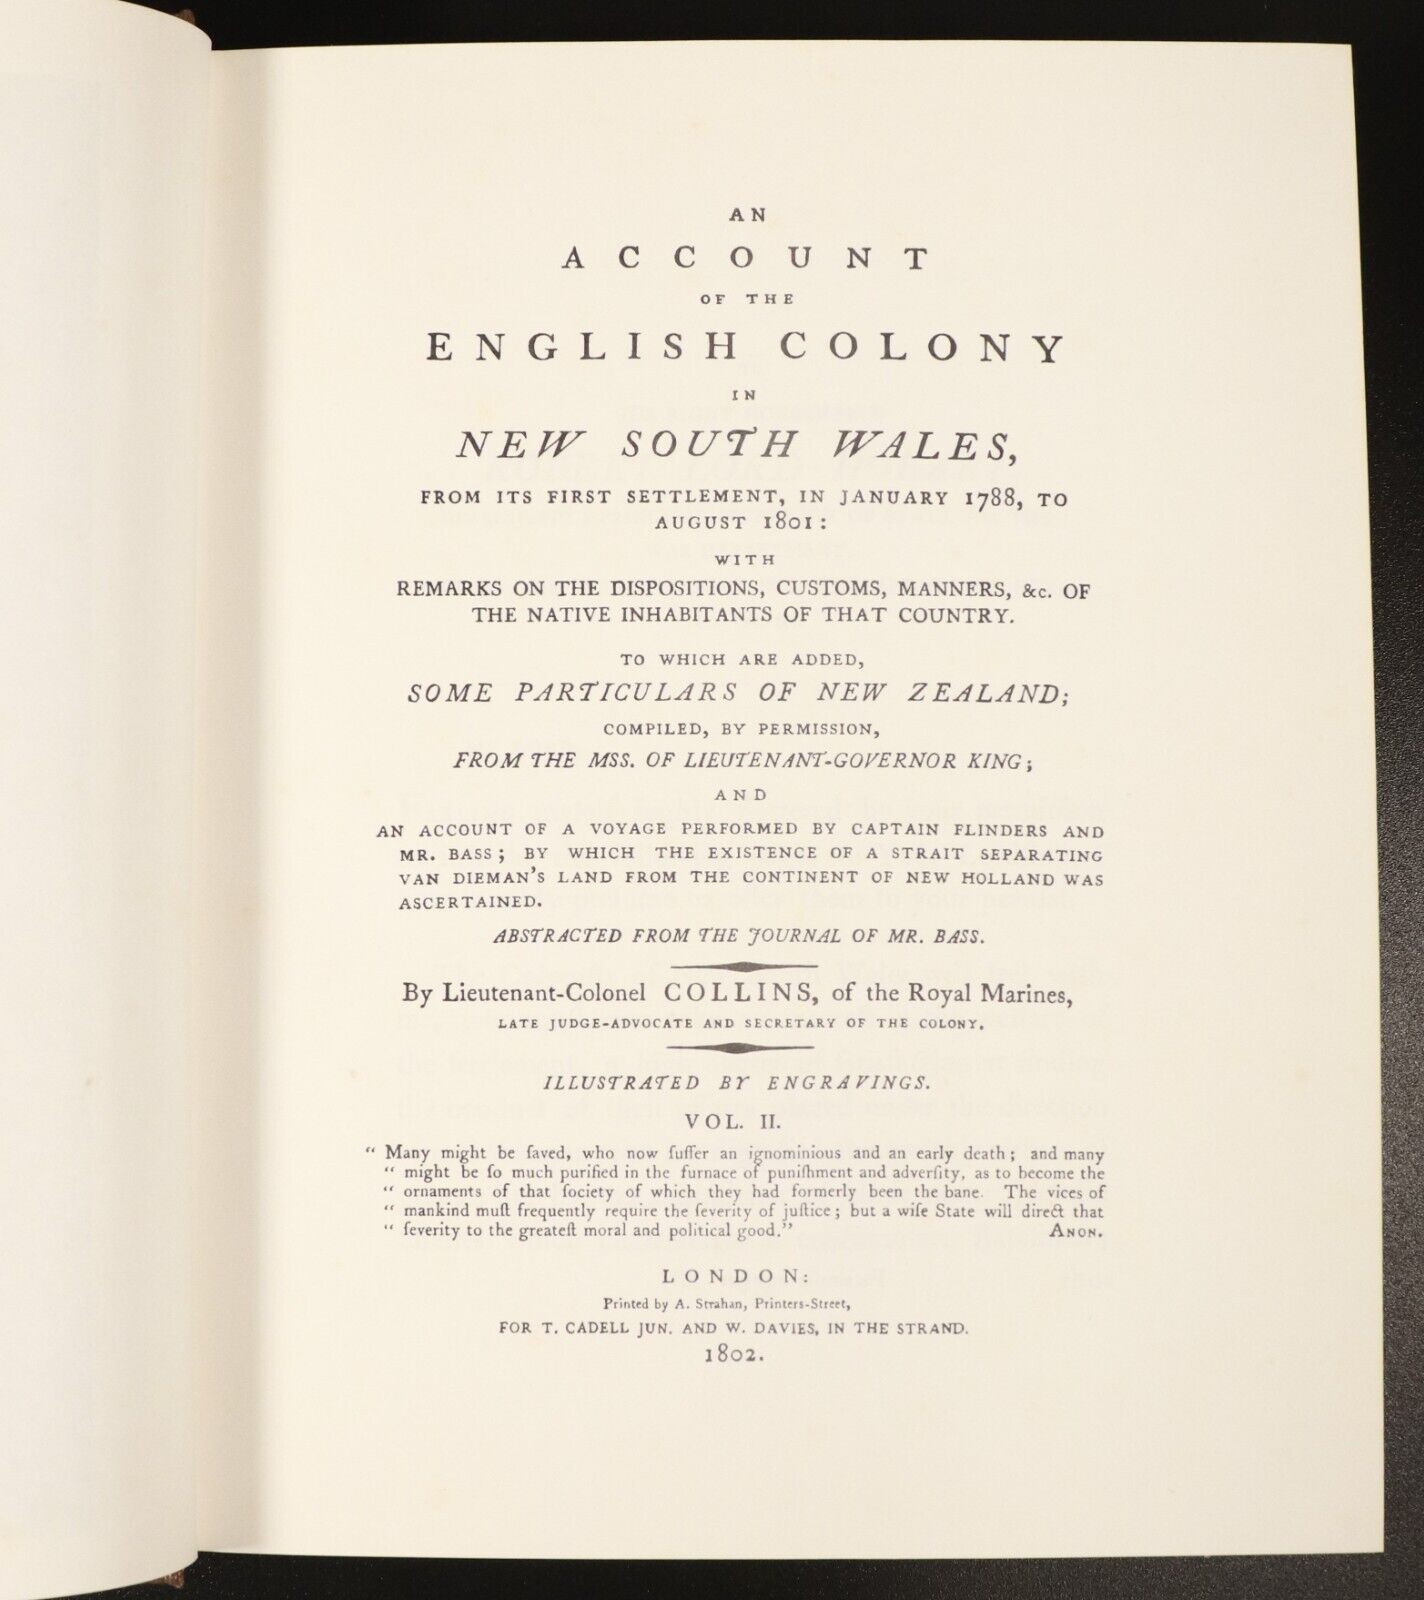 AN
ACCOUNT
OF THE
ENGLISH COLONY
IN
NEW SOUTH WALES,
FROM ITS FIRST SETTLEMENT, IN JANUARY 1788, TO
AUGUST 1801:
WITH
REMARKS ON THE DISPOSITIONS, CUSTOMS, MANNERS, &c. OF
THE NATIVE INHABITANTS OF THAT COUNTRY.
TO WHICH ARE ADDED,
SOME PARTICULARS OF NEW ZEALAND;
COMPILED, BY PERMISSION,
FROM THE MSS. OF LIEUTENANT-GOVERNOR KING;
AND
AN ACCOUNT OF A VOYAGE PERFORMED BY CAPTAIN FLINDERS AND
MR. BASS; BY WHICH THE EXISTENCE OF A STRAIT SEPARATING
VAN DIEMAN'S LAND FROM THE CONTINENT OF NEW HOLLAND WAS
ASCERTAINED.
ABSTRACTED FROM THE JOURNAL OF MR. BASS.
By Lieutenant-Colonel COLLINS, of the Royal Marines,
LATE JUDGE-ADVOCATE AND SECRETARY OF THE COLONY.
ILLUSTRATED BY ENGRAVINGS.
VOL. II.
“ Many might be ſaved, who now ſuffer an ignominious and an early death; and many
“ might be ſo much purified in the furnace of puniſhment and adverſity, as to become the
“ ornaments of that ſociety of which they had formerly been the bane. The vices of
“ mankind muſt frequently require the ſeverity of juſtice; but a wiſe State will direct that
“ ſeverity to the greateſt moral and political good.” ANON.
LONDON:
Printed by A. Strahan, Printers-Street,
FOR T. CADELL JUN. AND W. DAVIES, IN THE STRAND.
1802.